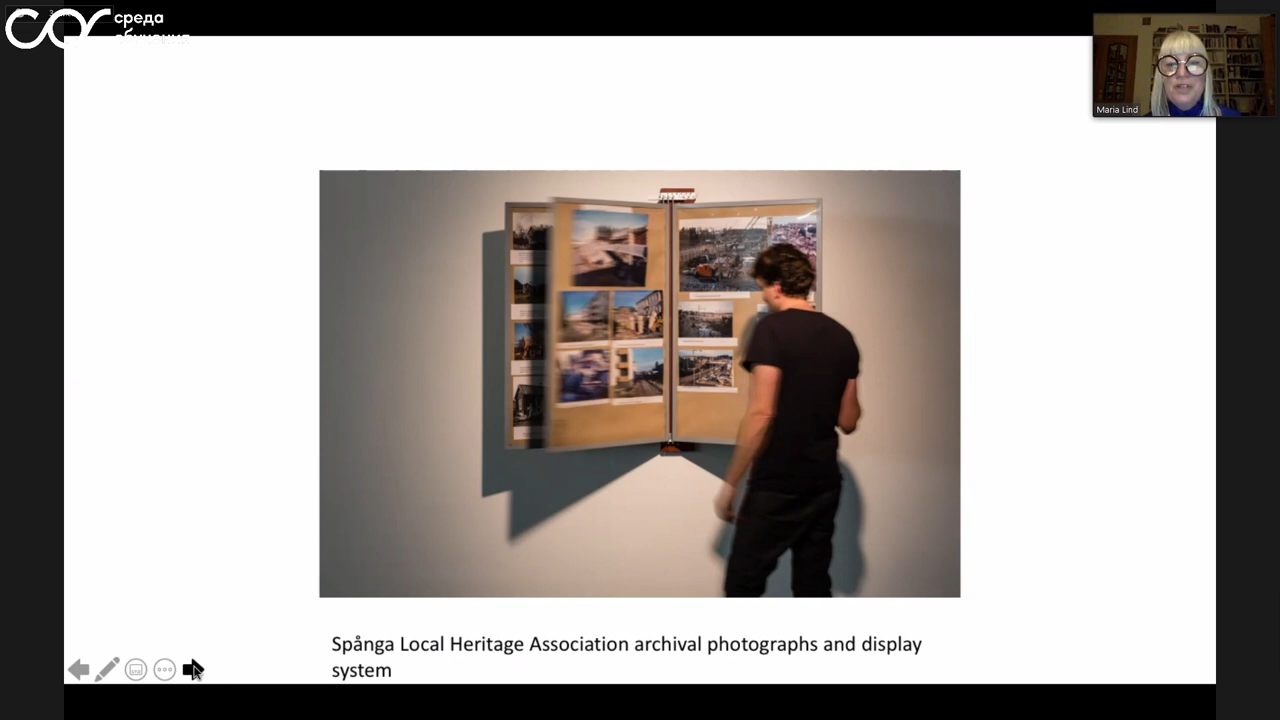 среда
обучения
Maria Lind
Spånga Local Heritage Association archival photographs and display
system